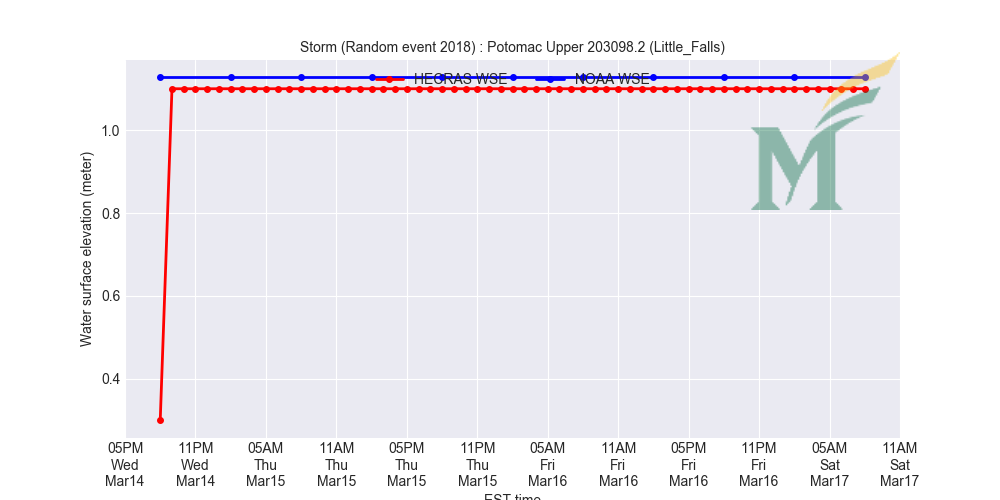 Storm (Random event 2018) : Potomac Upper 203098.2 (Little_Falls)
HECRAS WSE NOAA WSE
Water surface elevation (meter)
1.0
0.8
0.6
0.4
05PM 11PM 05AM 11AM 05PM 11PM 05AM 11AM 05PM 11PM 05AM 11AM
Wed Wed Thu Thu Thu Thu Fri Fri Fri Fri Sat Sat
Mar14 Mar14 Mar15 Mar15 Mar15 Mar15 Mar16 Mar16 Mar16 Mar16 Mar17 Mar17
EST time
M